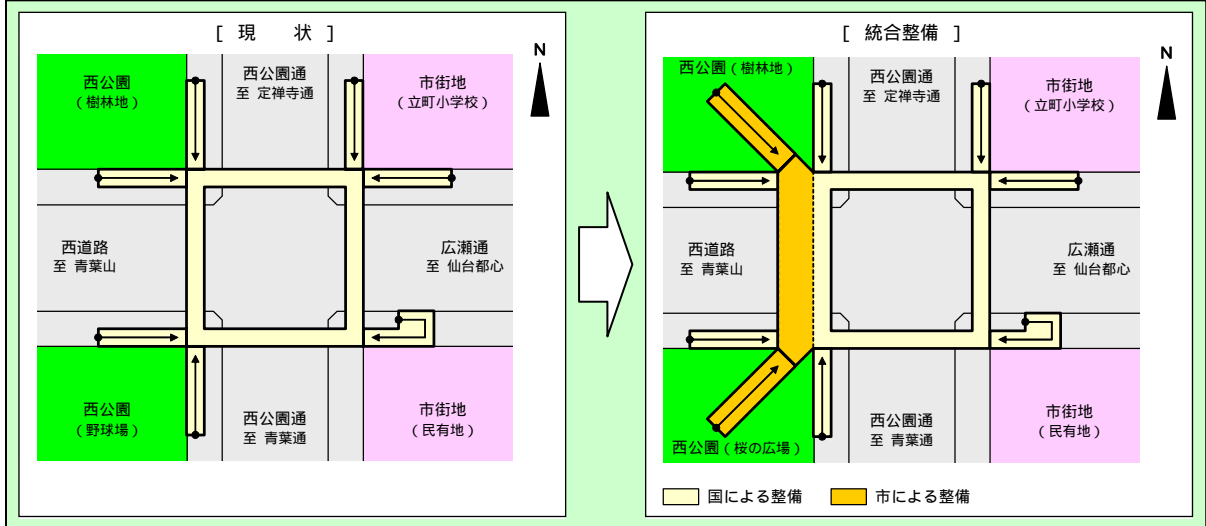 [ 現 状 ]
N
西公園
（樹林地）
西公園通
至 定禅寺通
市街地
（立町小学校）
西道路
至 青葉山
広瀬通
至 仙台都心
西公園
（野球場）
西公園通
至 青葉通
市街地
（民有地）
[ 統合整備 ]
N
西公園（樹林地）
西公園通
至 定禅寺通
市街地
（立町小学校）
西道路
至 青葉山
広瀬通
至 仙台都心
西公園（桜の広場）
西公園通
至 青葉通
市街地
（民有地）
国による整備
市による整備